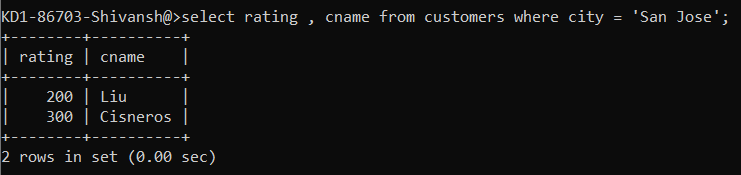 KD1-86703-Shivansh@>select rating , cname from customers where city = 'San Jose';
+--------+----------+
| rating | cname    |
+--------+----------+
|    200 | Liu      |
|    300 | Cisneros |
+--------+----------+
2 rows in set (0.00 sec)